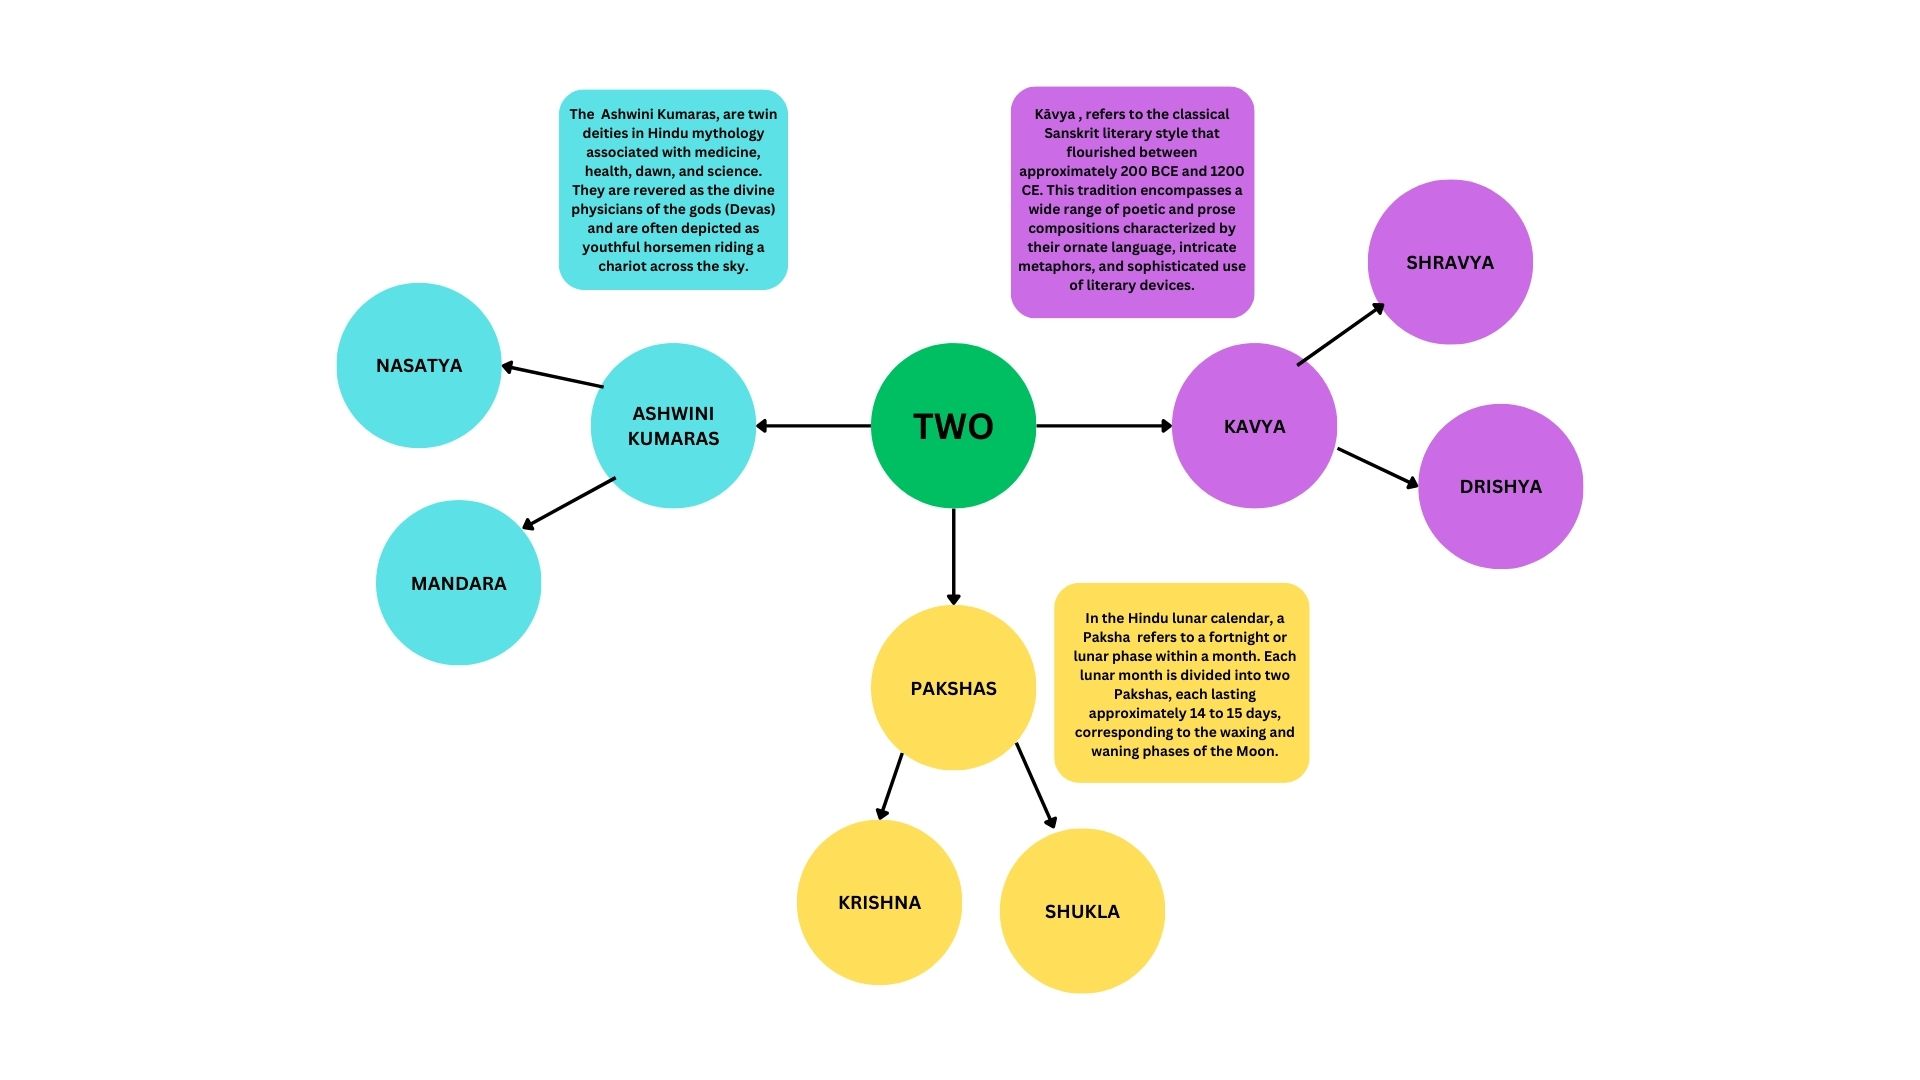 The  Ashwini Kumaras, are twin
deities in Hindu mythology
associated with medicine,
health, dawn, and science.
They are revered as the divine
physicians of the gods (Devas)
and are often depicted as
youthful horsemen riding a
chariot across the sky.
Kāvya , refers to the classical
Sanskrit literary style that
flourished between
approximately 200 BCE and 1200
CE. This tradition encompasses a
wide range of poetic and prose
compositions characterized by
their ornate language, intricate
metaphors, and sophisticated use
of literary devices.
SHRAVYA
NASATYA
ASHWINI
KUMARAS
TWO
KAVYA
DRISHYA
MANDARA
PAKSHAS
In the Hindu lunar calendar, a
Paksha  refers to a fortnight or
lunar phase within a month. Each
lunar month is divided into two
Pakshas, each lasting
approximately 14 to 15 days,
corresponding to the waxing and
waning phases of the Moon.
KRISHNA
SHUKLA